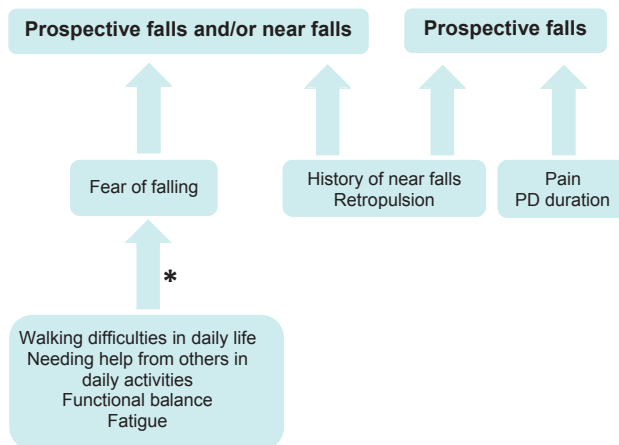 Prospective falls and/or near falls
Prospective falls
Fear of falling
History of near falls
Retropulsion
Pain
PD duration
*
Walking difficulties in daily life
Needing help from others in
daily activities
Functional balance
Fatigue